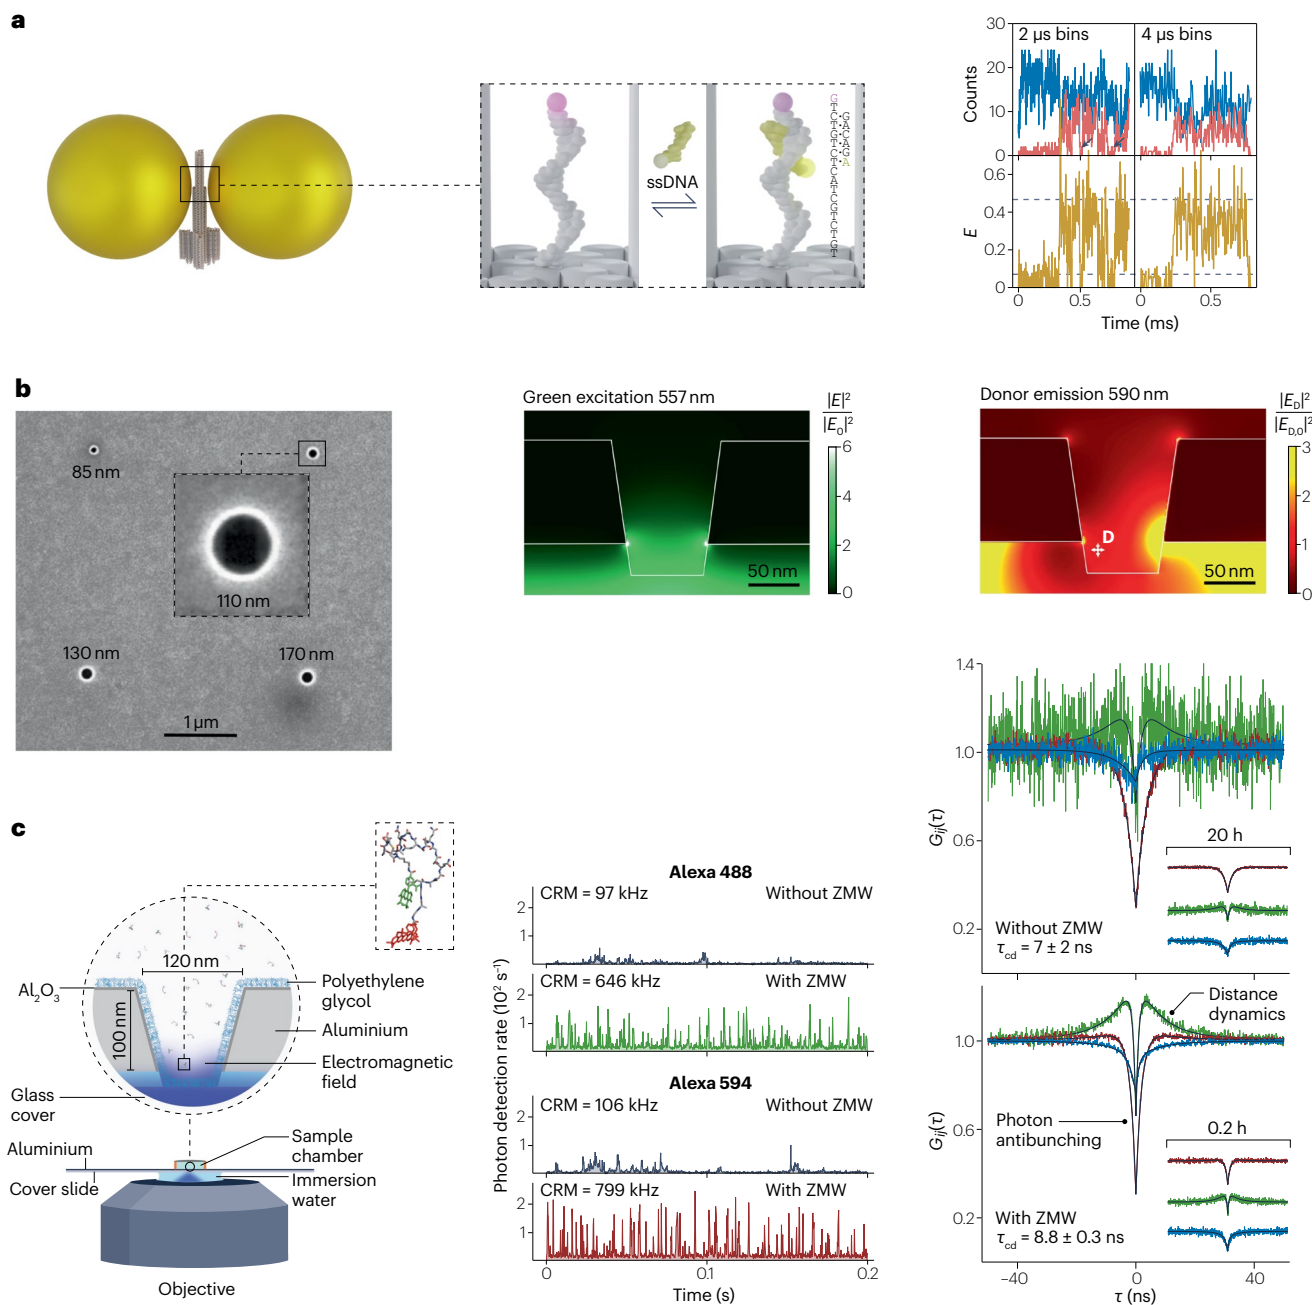 a
ssDNA
G
T
C
T
G
T
C
T
T
C
A
T
C
G
T
C
T
G
T
G
A
C
A
G
A
30
20
10
0
Counts
2 µs bins
4 µs bins
0.6
0.4
0.2
0
E
0
0.5
0
0.5
Time (ms)
b
85 nm
110 nm
130 nm
170 nm
1 µm
Green excitation 557 nm
|E|²
|E₀|²
6
4
2
0
50 nm
Donor emission 590 nm
|E_D|²
|E_D,0|²
3
2
1
0
D
50 nm
c
120 nm
100 nm
Al₂O₃
Polyethylene
glycol
Aluminium
Electromagnetic
field
Glass
cover
Aluminium
Cover slide
Sample
chamber
Immersion
water
Objective
Photon detection rate (10² s⁻¹)
Alexa 488
CRM = 97 kHz
Without ZMW
2
1
CRM = 646 kHz
With ZMW
2
1
Alexa 594
CRM = 106 kHz
Without ZMW
2
1
CRM = 799 kHz
With ZMW
2
1
0
0.1
0.2
Time (s)
1.4
1.0
0.6
0.2
G_ij(τ)
20 h
Without ZMW
τ_cd = 7 ± 2 ns
Distance
dynamics
1.0
0.6
0.2
G_ij(τ)
Photon
antibunching
0.2 h
With ZMW
τ_cd = 8.8 ± 0.3 ns
−40
0
40
τ (ns)